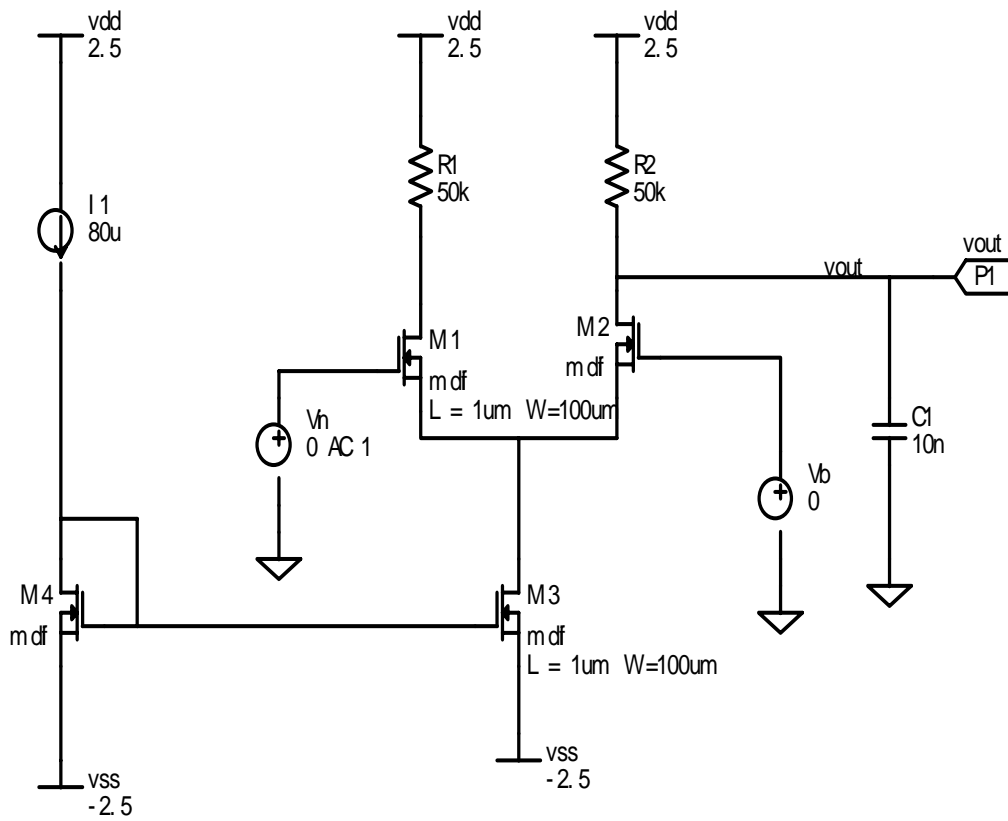 vdd
2.5
vdd
2.5
vdd
2.5
R1
50k
R2
50k
I1
80u
vout
vout
P1
M1
mdf
L = 1um W=100um
M2
mdf
Vn
0 AC 1
C1
10n
Vb
0
M4
mdf
M3
mdf
L = 1um W=100um
vss
-2.5
vss
-2.5